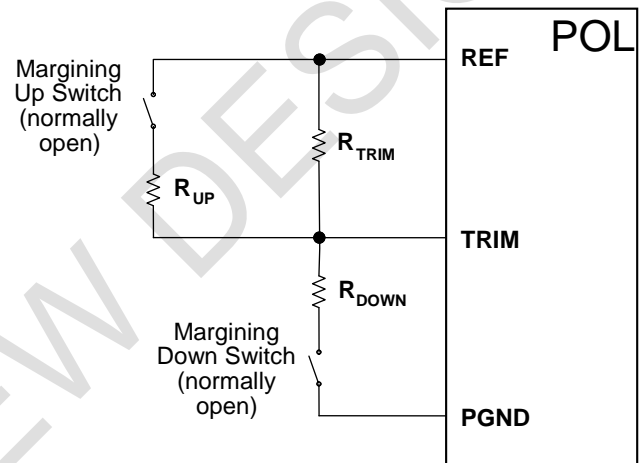 POL
REF
Margining
Up Switch
(normally
open)
R_TRIM
R_UP
TRIM
R_DOWN
Margining
Down Switch
(normally
open)
PGND